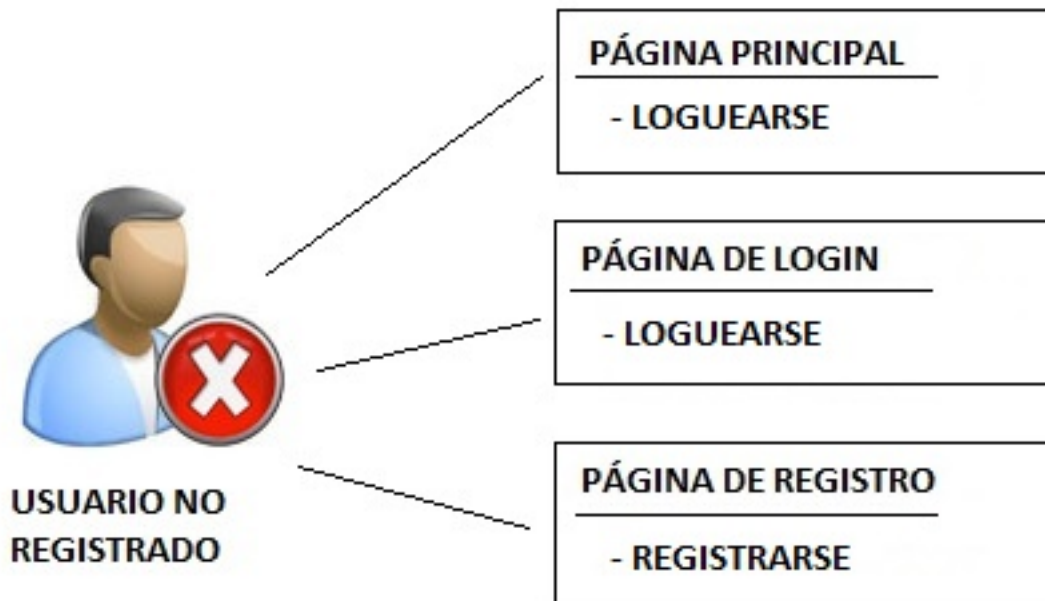 PÁGINA PRINCIPAL
- LOGUEARSE
PÁGINA DE LOGIN
- LOGUEARSE
PÁGINA DE REGISTRO
- REGISTRARSE
USUARIO NO
REGISTRADO